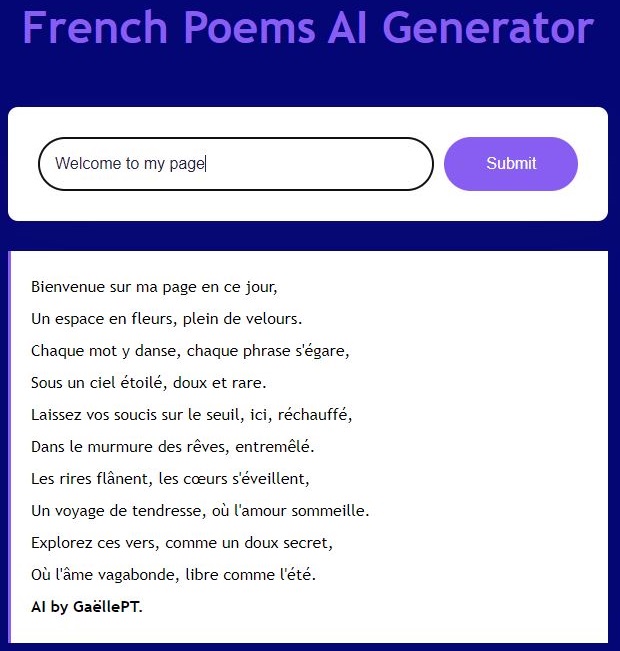 French Poems AI Generator
Welcome to my page
Submit
Bienvenue sur ma page en ce jour,
Un espace en fleurs, plein de velours.
Chaque mot y danse, chaque phrase s'égare,
Sous un ciel étoilé, doux et rare.
Laissez vos soucis sur le seuil, ici, réchauffé,
Dans le murmure des rêves, entremêlé.
Les rires flânent, les cœurs s'éveillent,
Un voyage de tendresse, où l'amour sommeille.
Explorez ces vers, comme un doux secret,
Où l'âme vagabonde, libre comme l'été.
AI by GaëllePT.